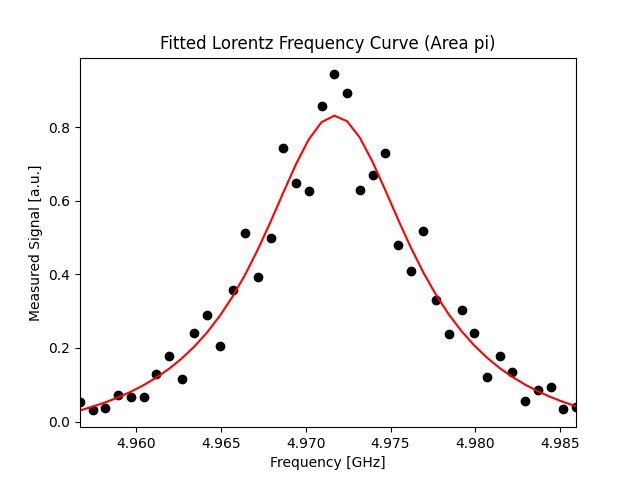 Fitted Lorentz Frequency Curve (Area pi)
Measured Signal [a.u.]
0.8
0.6
0.4
0.2
0.0
4.960 4.965 4.970 4.975 4.980 4.985
Frequency [GHz]